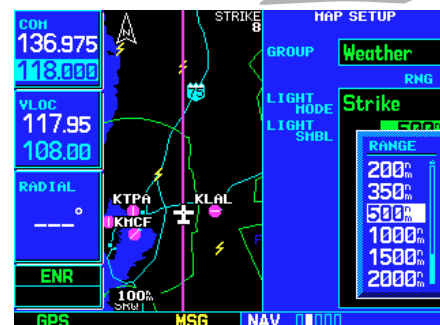 COM
136.975
118.000
VLOC
117.95
108.00
RADIAL
___°
ENR
GPS
N
STRIKE
8
75
KTPA
KLAL
KMCF
100nm
SRQ
MSG
MAP SETUP
GROUP
Weather
RNG
LIGHT MODE
Strike
LIGHT SMBL
RANGE
200nm
350nm
500nm
1000nm
1500nm
2000nm
NAV